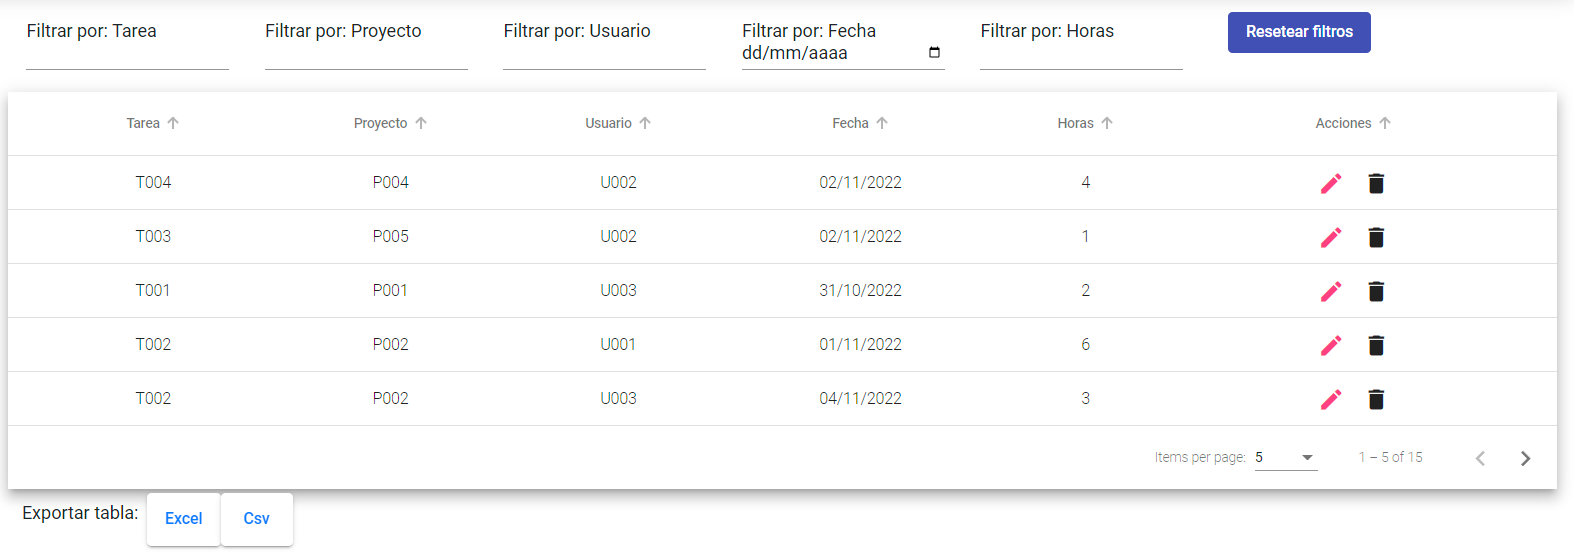 Filtrar por: Tarea Filtrar por: Proyecto Filtrar por: Usuario Filtrar por: Fecha Filtrar por: Horas Resetear filtros
dd/mm/aaaa
Tarea Proyecto Usuario Fecha Horas Acciones
T004 P004 U002 02/11/2022 4
T003 P005 U002 02/11/2022 1
T001 P001 U003 31/10/2022 2
T002 P002 U001 01/11/2022 6
T002 P002 U003 04/11/2022 3
Items per page: 5 1 – 5 of 15
Exportar tabla: Excel Csv